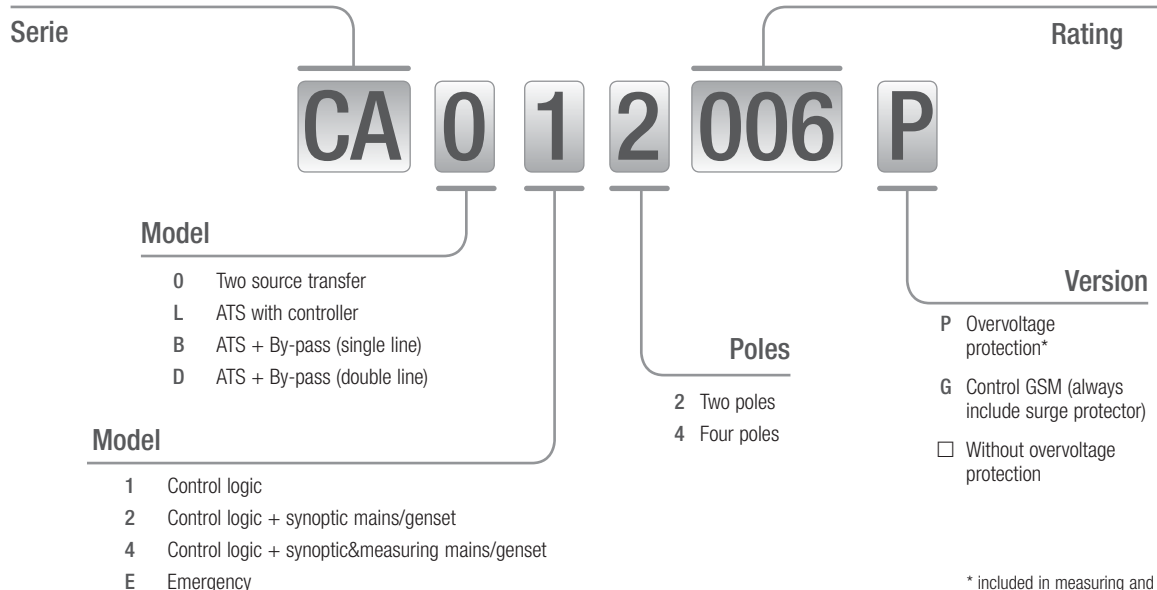 Serie
Rating
CA 0 1 2 006 P
Model
0 Two source transfer
L ATS with controller
B ATS + By-pass (single line)
D ATS + By-pass (double line)
Model
1 Control logic
2 Control logic + synoptic mains/genset
4 Control logic + synoptic&measuring mains/genset
E Emergency
Poles
2 Two poles
4 Four poles
Version
P Overvoltage
protection*
G Control GSM (always
include surge protector)
□ Without overvoltage
protection
* included in measuring and